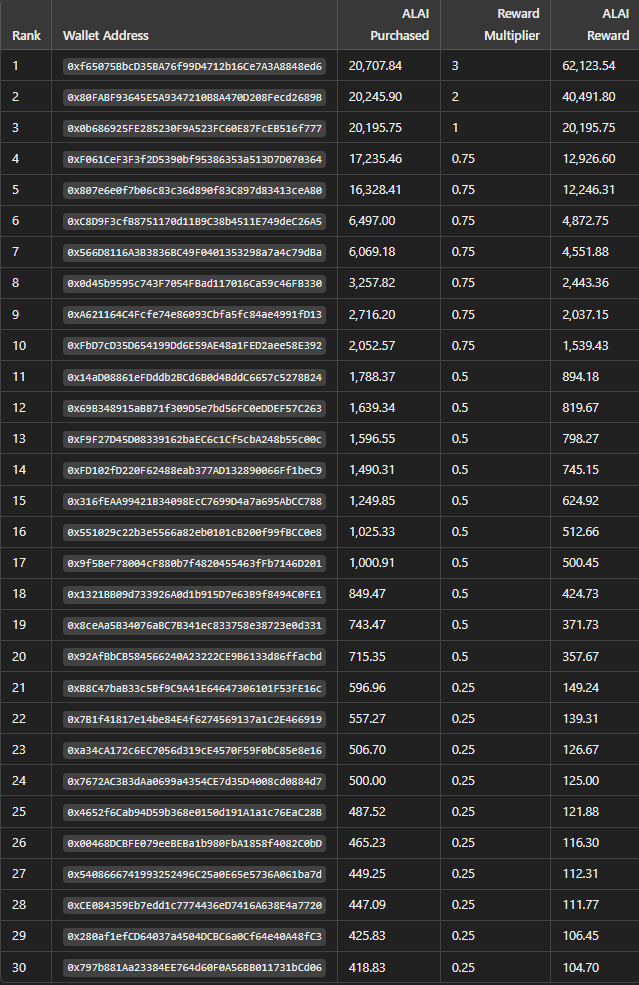 Rank Wallet Address ALAI Purchased Reward Multiplier ALAI Reward
1 0xf65075BbcD35BA76f99D4712b16Ce7A3A8848ed6 20,707.84 3 62,123.54
2 0x80FABF93645E5A9347210B8A470D208Fecd2689B 20,245.90 2 40,491.80
3 0x0b686925FE285230F9A523FC60E87FcEB516f777 20,195.75 1 20,195.75
4 0xF061CeF3F3f2D5390bf95386353a513D7D070364 17,235.46 0.75 12,926.60
5 0x807e6e0f7b06c83c36d890f83C897d83413ceA80 16,328.41 0.75 12,246.31
6 0xC8D9F3cfB8751170d11B9C38b4511E749deC26A5 6,497.00 0.75 4,872.75
7 0x566D8116A3B3836BC49F0401353298a7a4c79dBa 6,069.18 0.75 4,551.88
8 0x0d45b9595c743F7054FBad117016Ca59c46FB330 3,257.82 0.75 2,443.36
9 0xA621164C4Fcfe74e86093Cbfa5fc84ae4991fD13 2,716.20 0.75 2,037.15
10 0xFbD7cD35D654199Dd6E59AE48a1FED2aee58E392 2,052.57 0.75 1,539.43
11 0x14aD08861eFDddb2BCd6B0d4BddC6657c5278B24 1,788.37 0.5 894.18
12 0x69B348915aBB71f309D5e7bd56FC0eDDEF57C263 1,639.34 0.5 819.67
13 0xF9F27D45D08339162baEC6c1Cf5cbA248b55c00c 1,596.55 0.5 798.27
14 0xFD102fD220F62488eab377AD132890066Ff1beC9 1,490.31 0.5 745.15
15 0x316fEAA99421B34098EcC7699D4a7a695AbCC788 1,249.85 0.5 624.92
16 0x551029c22b3e5566a82eb0101cB200f99fBCC0e8 1,025.33 0.5 512.66
17 0x9f5BeF78004cF880b7f4820455463fFb7146D201 1,000.91 0.5 500.45
18 0x1321BB09d733926A0d1b915D7e63B9f8494C0FE1 849.47 0.5 424.73
19 0x8ceAa5B34076aBC7B341ec833758e38723e0d331 743.47 0.5 371.73
20 0x92AfBbCB584566240A23222CE9B6133d86ffacbd 715.35 0.5 357.67
21 0xB8C47baB33c5Bf9C9A41E64647306101F53FE16c 596.96 0.25 149.24
22 0x7B1f41817e14be84E4f6274569137a1c2E466919 557.27 0.25 139.31
23 0xa34cA172c6EC7056d319cE4570F59F0bC85e8e16 506.70 0.25 126.67
24 0x7672AC3B3dAa0699a4354CE7d35D4008cd0884d7 500.00 0.25 125.00
25 0x4652f6Cab94D59b368e0150d191A1a1c76EaC28B 487.52 0.25 121.88
26 0x00468DCBFE079eeBEBa1b980FbA1858f4082C0bD 465.23 0.25 116.30
27 0x5408666741993252496C25a0E65e5736A061ba7d 449.25 0.25 112.31
28 0xCE084359Eb7edd1c7774436eD7416A638E4a7720 447.09 0.25 111.77
29 0x280af1efCD64037a4504DCBC6a0Cf64e40A48fC3 425.83 0.25 106.45
30 0x797b881Aa23384EE764d60F0A56BB011731bCd06 418.83 0.25 104.70